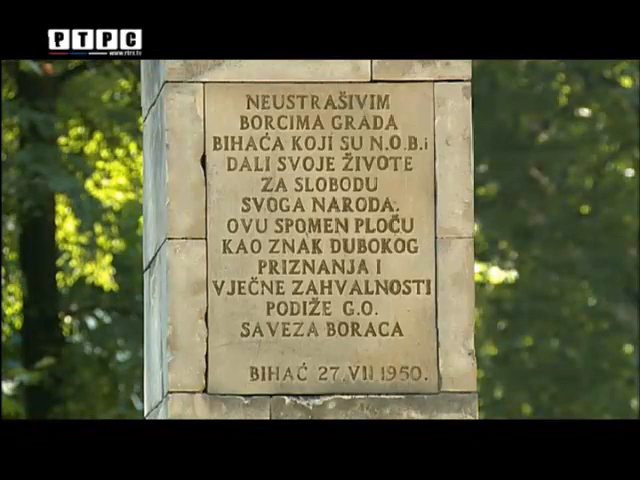 РТРС
www.rtrs.tv
NEUSTRAŠIVIM
BORCIMA GRADA
BIHAĆA KOJI SU N.O.B.i
DALI SVOJE ŽIVOTE
ZA SLOBODU
SVOGA NARODA.
OVU SPOMEN PLOČU
KAO ZNAK DUBOKOG
PRIZNANJA I
VJEČNE ZAHVALNOSTI
PODIŽE G.O.
SAVEZA BORACA
BIHAĆ 27.VII 1950.